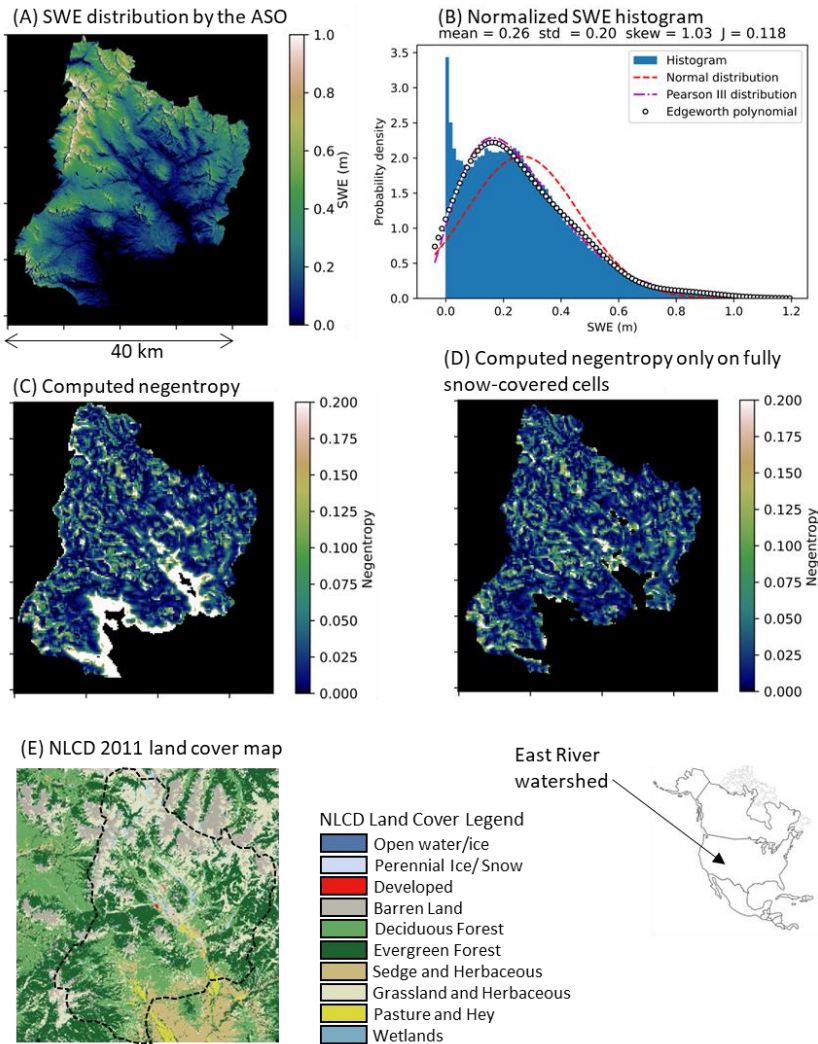 (A) SWE distribution by the ASO
1.0
0.8
0.6
0.4
0.2
0.0
SWE (m)
40 km
(B) Normalized SWE histogram
mean = 0.26 std = 0.20 skew = 1.03 J = 0.118
Histogram
Normal distribution
Pearson III distribution
Edgeworth polynomial
3.5
3.0
2.5
2.0
1.5
1.0
0.5
0.0
Probability density
0.0 0.2 0.4 0.6 0.8 1.0 1.2
SWE (m)
(C) Computed negentropy
0.200
0.175
0.150
0.125
0.100
0.075
0.050
0.025
0.000
Negentropy
(D) Computed negentropy only on fully
snow-covered cells
0.200
0.175
0.150
0.125
0.100
0.075
0.050
0.025
0.000
Negentropy
(E) NLCD 2011 land cover map
NLCD Land Cover Legend
Open water/ice
Perennial Ice/ Snow
Developed
Barren Land
Deciduous Forest
Evergreen Forest
Sedge and Herbaceous
Grassland and Herbaceous
Pasture and Hey
Wetlands
East River
watershed